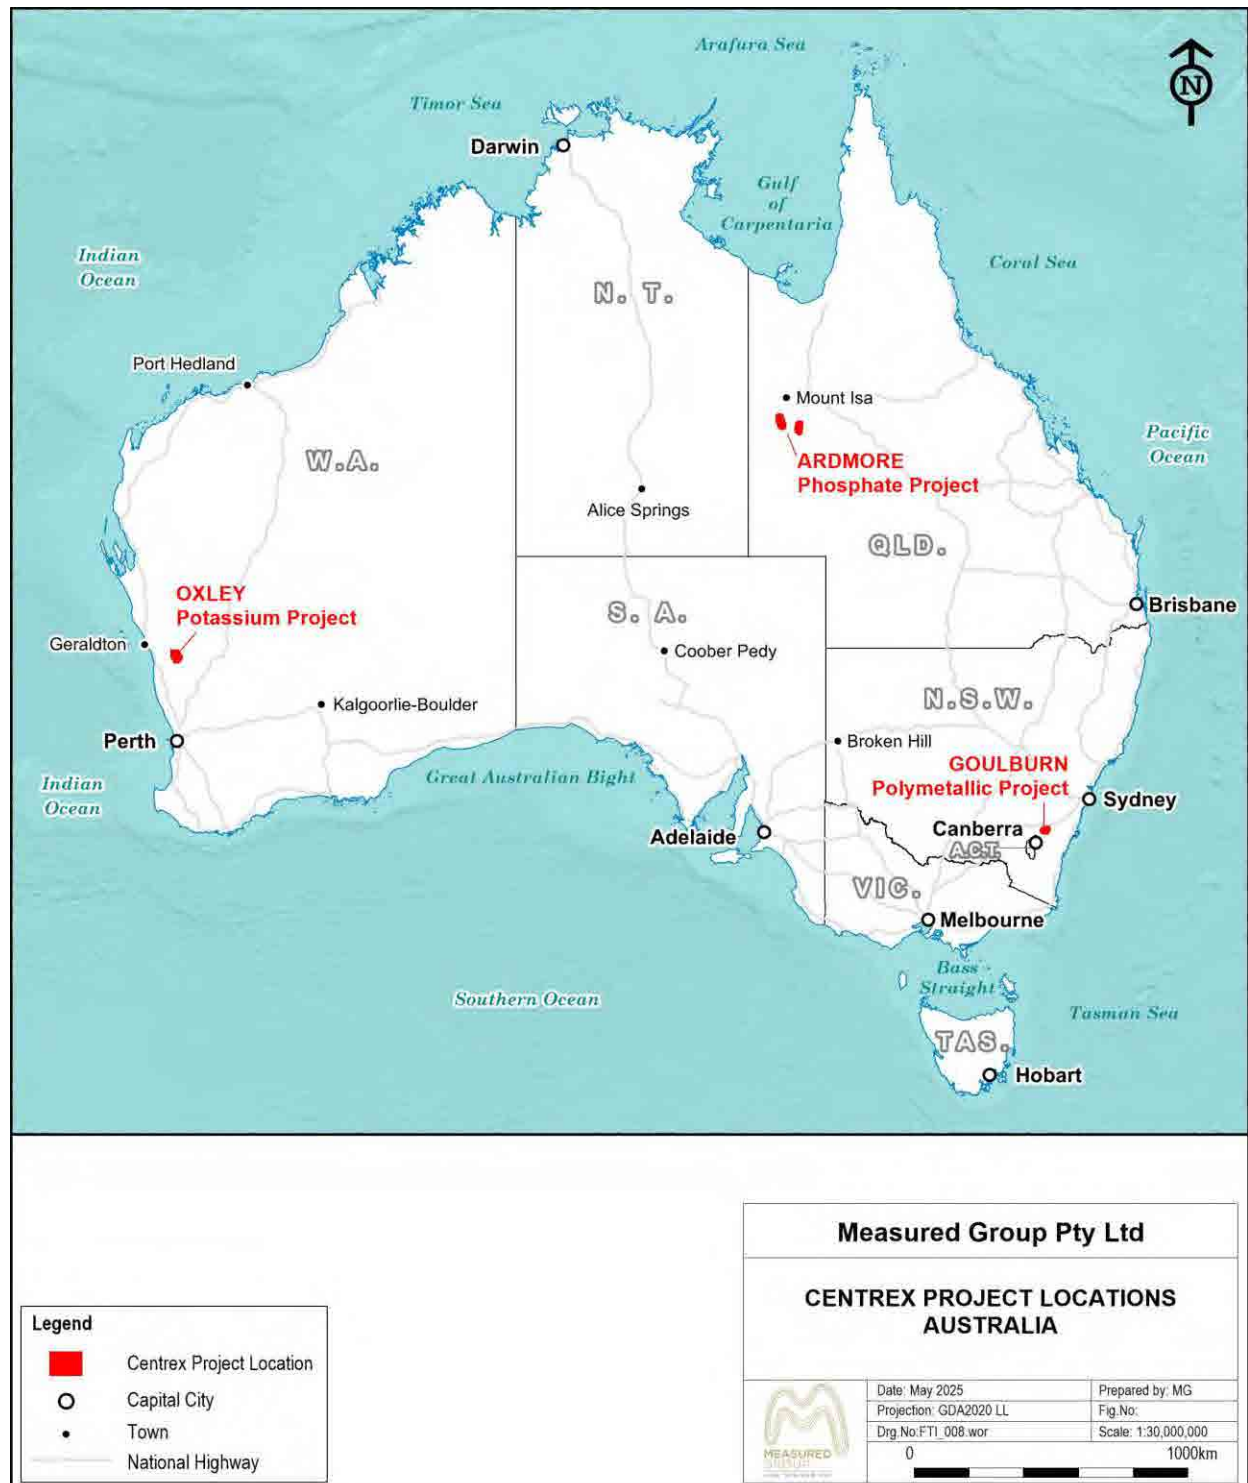 Arafura Sea
N
Timor Sea
Darwin
Gulf
of
Carpentaria
Indian
Ocean
Coral Sea
N. T.
Port Hedland
Mount Isa
Pacific
Ocean
W.A.
ARDMORE
Phosphate Project
Alice Springs
QLD.
OXLEY
Potassium Project
S. A.
Brisbane
Geraldton
Coober Pedy
N.S.W.
Kalgoorlie-Boulder
Perth
Broken Hill
GOULBURN
Polymetallic Project
Indian
Ocean
Great Australian Bight
Sydney
Adelaide
Canberra
A.C.T.
VIC.
Melbourne
Bass
Straight
Southern Ocean
Tasman Sea
TAS.
Hobart
Measured Group Pty Ltd
CENTREX PROJECT LOCATIONS
AUSTRALIA
Legend
Centrex Project Location
Capital City
Town
National Highway
MEASURED
GROUP
Date: May 2025
Prepared by: MG
Projection: GDA2020 LL
Fig.No:
Drg.No:FTI_008.wor
Scale: 1:30,000,000
0
1000km